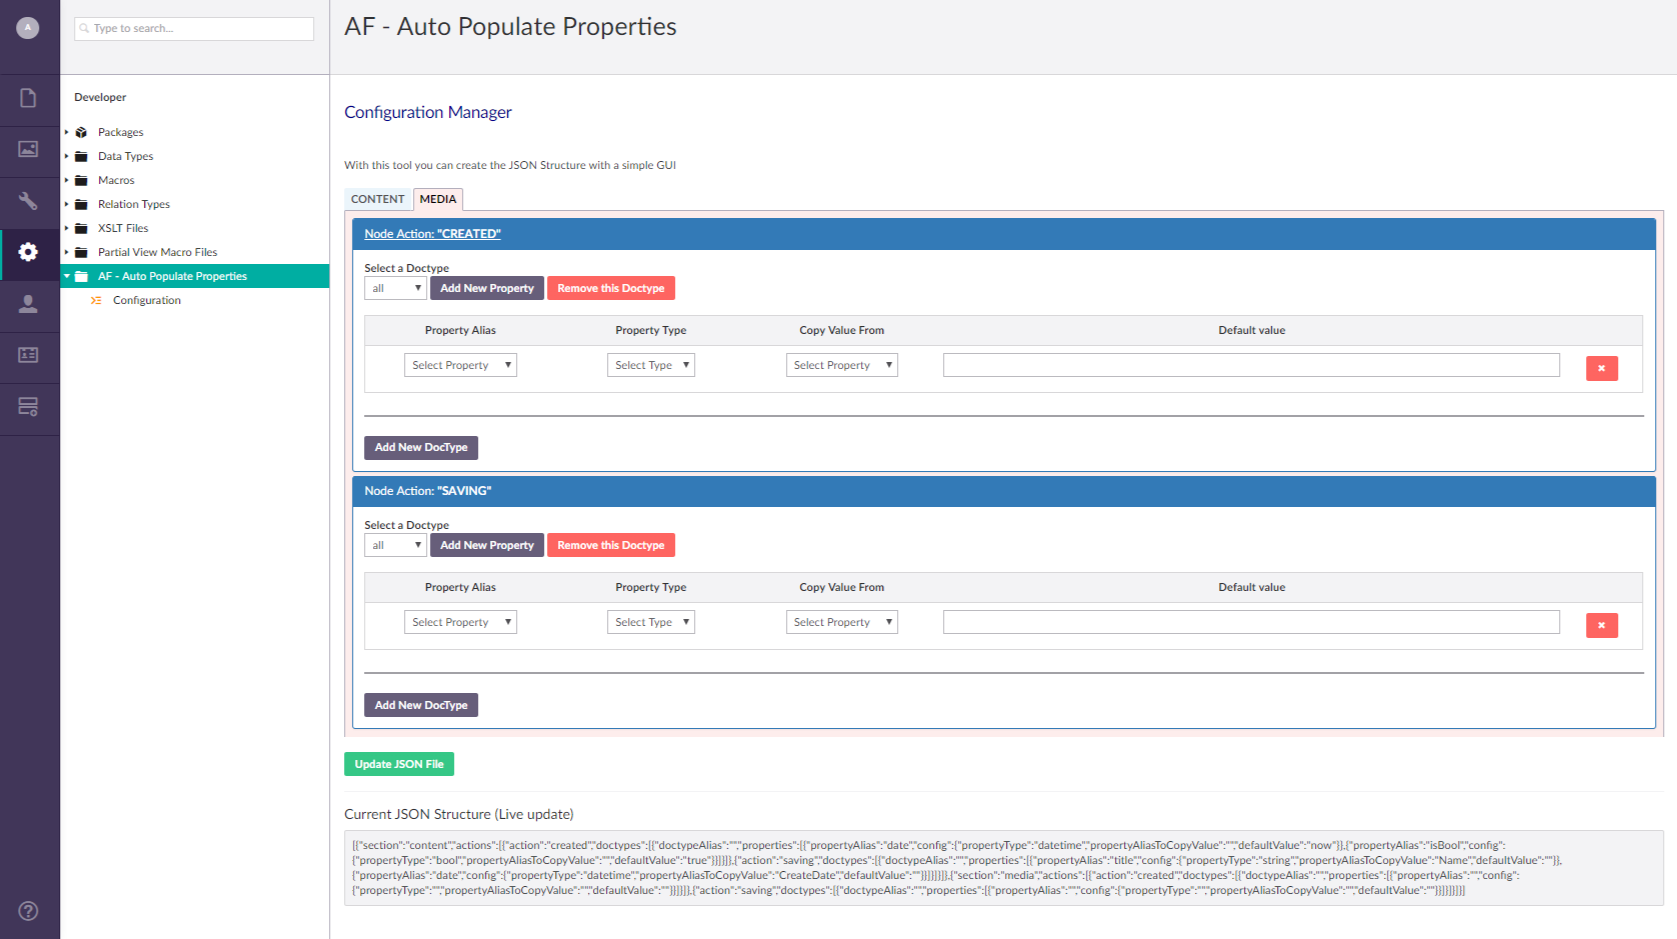 A
Type to search...
AF - Auto Populate Properties
Developer
Packages
Data Types
Macros
Relation Types
XSLT Files
Partial View Macro Files
AF - Auto Populate Properties
Configuration
Configuration Manager
With this tool you can create the JSON Structure with a simple GUI
CONTENT MEDIA
Node Action: "CREATED"
Select a Doctype
all Add New Property Remove this Doctype
Property Alias Property Type Copy Value From Default value
Select Property Select Type Select Property
Add New DocType
Node Action: "SAVING"
Select a Doctype
all Add New Property Remove this Doctype
Property Alias Property Type Copy Value From Default value
Select Property Select Type Select Property
Add New DocType
Update JSON File
Current JSON Structure (Live update)
[{"section":"content","actions":[{"action":"created","doctypes":[{"doctypeAlias":"","properties":[{"propertyAlias":"date","config":{"propertyType":"datetime","propertyAliasToCopyValue":"","defaultValue":"now"}},{"propertyAlias":"isBool","config":
{"propertyType":"bool","propertyAliasToCopyValue":"","defaultValue":"true"}}]}]},{"action":"saving","doctypes":[{"doctypeAlias":"","properties":[{"propertyAlias":"title","config":{"propertyType":"string","propertyAliasToCopyValue":"Name","defaultValue":""}},
{"propertyAlias":"date","config":{"propertyType":"datetime","propertyAliasToCopyValue":"CreateDate","defaultValue":""}}]}]}]},{"section":"media","actions":[{"action":"created","doctypes":[{"doctypeAlias":"","properties":[{"propertyAlias":"","config":
{"propertyType":"","propertyAliasToCopyValue":"","defaultValue":""}}]}]},{"action":"saving","doctypes":[{"doctypeAlias":"","properties":[{"propertyAlias":"","config":{"propertyType":"","propertyAliasToCopyValue":"","defaultValue":""}}]}]}]}]